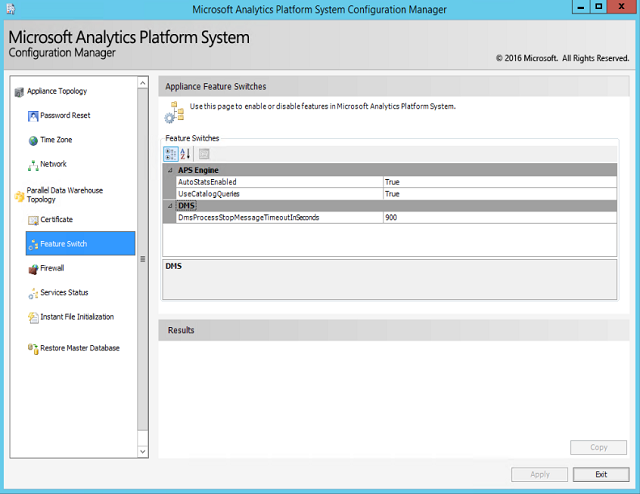 Microsoft Analytics Platform System Configuration Manager
Microsoft Analytics Platform System
Configuration Manager
© 2016 Microsoft. All Rights Reserved.
Appliance Topology
Password Reset
Time Zone
Network
Parallel Data Warehouse
Topology
Certificate
Feature Switch
Firewall
Services Status
Instant File Initialization
Restore Master Database
Appliance Feature Switches
Use this page to enable or disable features in Microsoft Analytics Platform System.
Feature Switches
APS Engine
AutoStatsEnabled True
UseCatalogQueries True
DMS
DmsProcessStopMessageTimeoutInSeconds 900
DMS
Results
Copy
Apply Exit